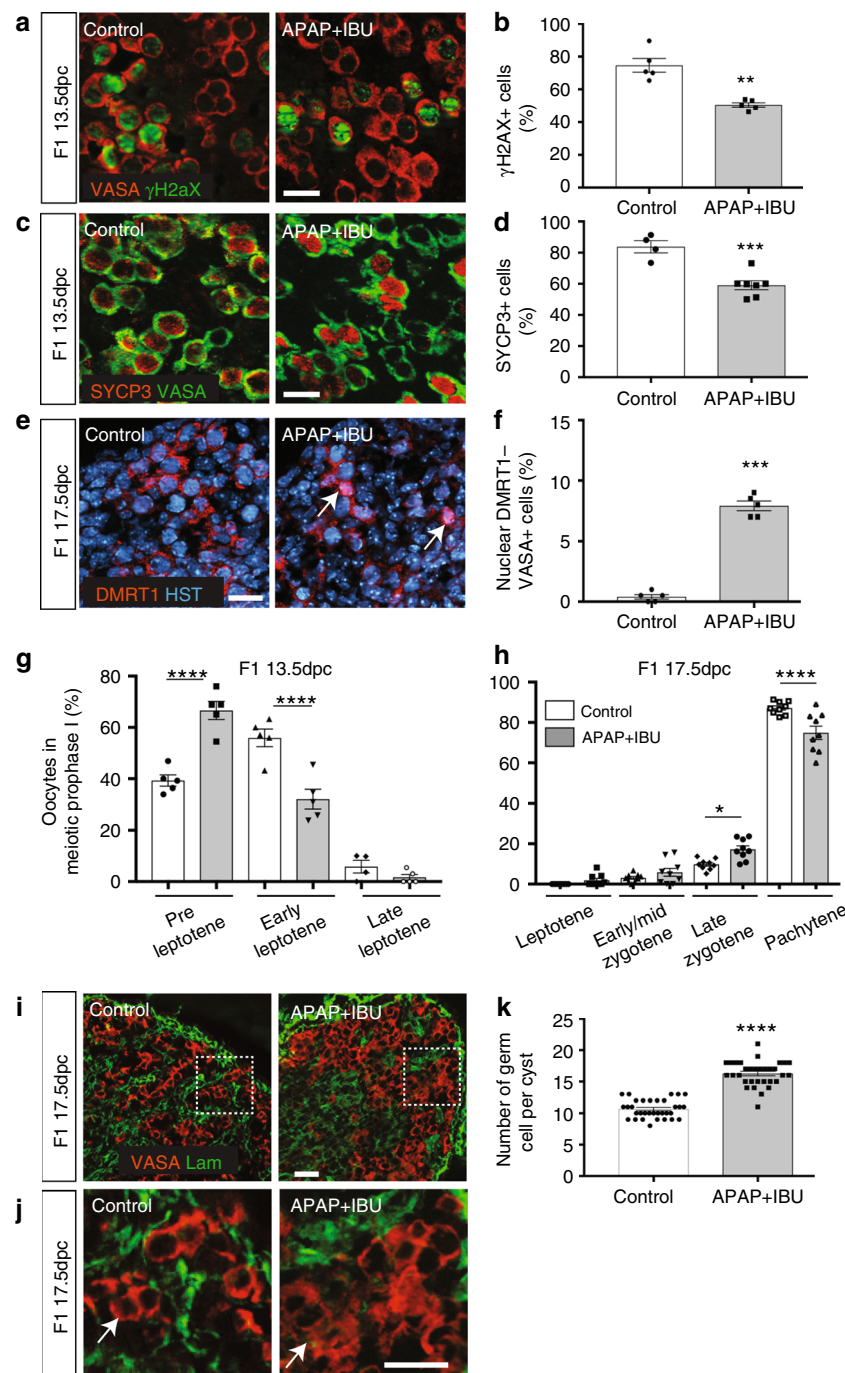 a
F1 13.5dpc
Control
APAP+IBU
VASA γH2aX
b
γH2AX+ cells
(%)
100
80
60
40
20
0
**
Control
APAP+IBU
c
F1 13.5dpc
Control
APAP+IBU
SYCP3 VASA
d
SYCP3+ cells
(%)
100
80
60
40
20
0
***
Control
APAP+IBU
e
F1 17.5dpc
Control
APAP+IBU
DMRT1 HST
f
Nuclear DMRT1–
VASA+ cells (%)
15
10
5
0
***
Control
APAP+IBU
g
F1 13.5dpc
Oocytes in
meiotic prophase I (%)
80
60
40
20
0
****
****
Pre
leptotene
Early
leptotene
Late
leptotene
h
F1 17.5dpc
100
80
60
40
20
0
Control
APAP+IBU
*
****
Leptotene
Early/mid
zygotene
Late
zygotene
Pachytene
i
F1 17.5dpc
Control
APAP+IBU
VASA Lam
j
F1 17.5dpc
Control
APAP+IBU
k
Number of germ
cell per cyst
25
20
15
10
5
0
****
Control
APAP+IBU